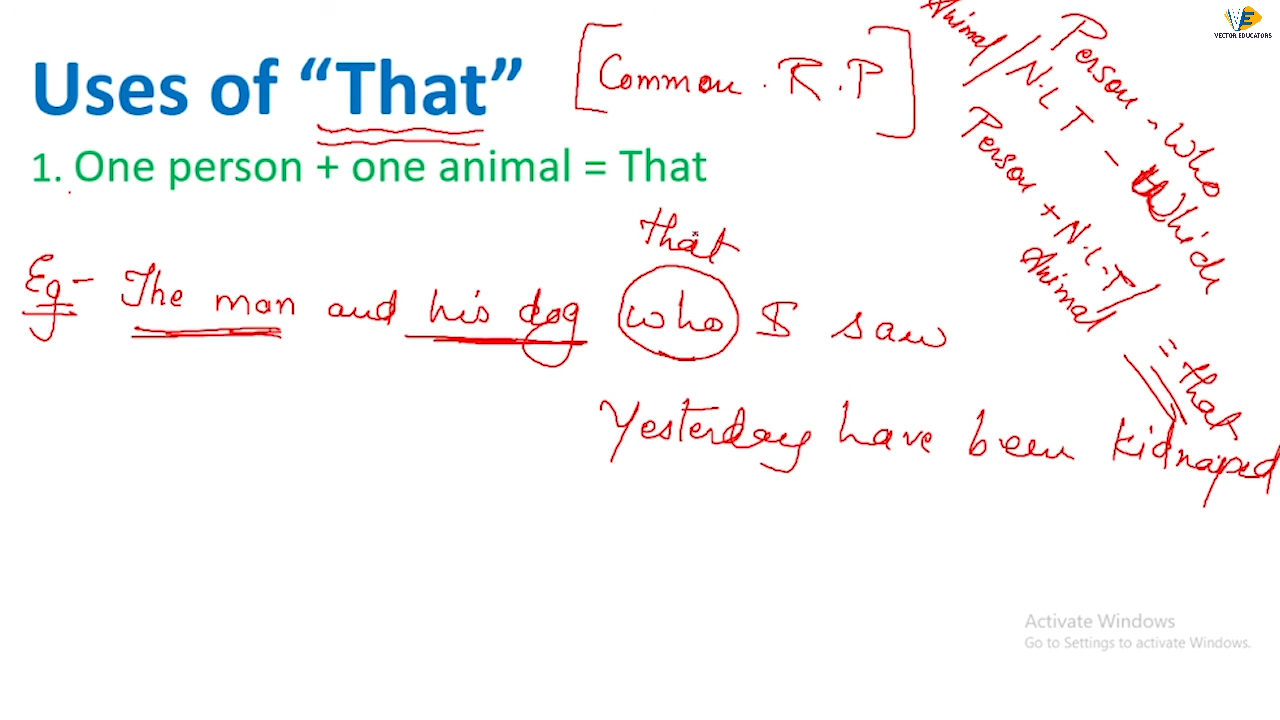 VE
VECTOR EDUCATORS
Uses of “That”
[Common . R.P]
1. One person + one animal = That
Person - Who
Animal/N.L.T - Which
Person + N.L.T/
Animal
= that
that
Eg- The man and his dog who I saw
Yesterday have been kidnaped
Activate Windows
Go to Settings to activate Windows.